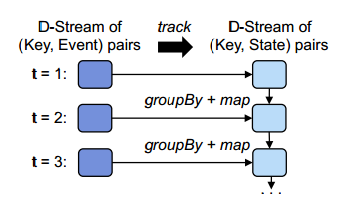 D-Stream of
(Key, Event) pairs
track
D-Stream of
(Key, State) pairs
t = 1:
groupBy + map
t = 2:
groupBy + map
t = 3:
. . .